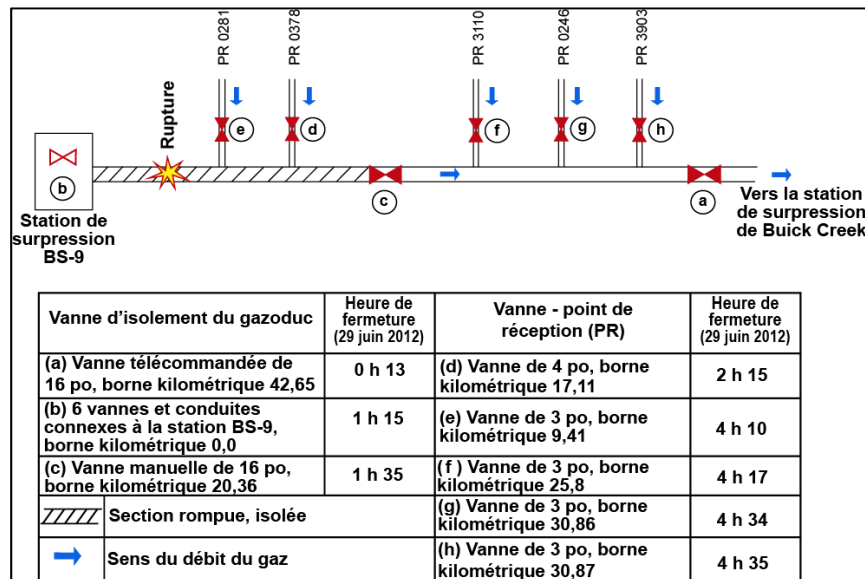 PR 0281
PR 0378
PR 3110
PR 0246
PR 3903
Rupture
e
d
f
g
h
b
c
a
Station de
surpression
BS-9
Vers la station
de surpression
de Buick Creek
Vanne d'isolement du gazoduc
Heure de
fermeture
(29 juin 2012)
Vanne - point de
réception (PR)
Heure de
fermeture
(29 juin 2012)
(a) Vanne télécommandée de
16 po, borne kilométrique 42,65
0 h 13
(d) Vanne de 4 po, borne
kilométrique 17,11
2 h 15
(b) 6 vannes et conduites
connexes à la station BS-9,
borne kilométrique 0,0
1 h 15
(e) Vanne de 3 po, borne
kilométrique 9,41
4 h 10
(c) Vanne manuelle de 16 po,
borne kilométrique 20,36
1 h 35
(f ) Vanne de 3 po, borne
kilométrique 25,8
4 h 17
Section rompue, isolée
(g) Vanne de 3 po, borne
kilométrique 30,86
4 h 34
Sens du débit du gaz
(h) Vanne de 3 po, borne
kilométrique 30,87
4 h 35